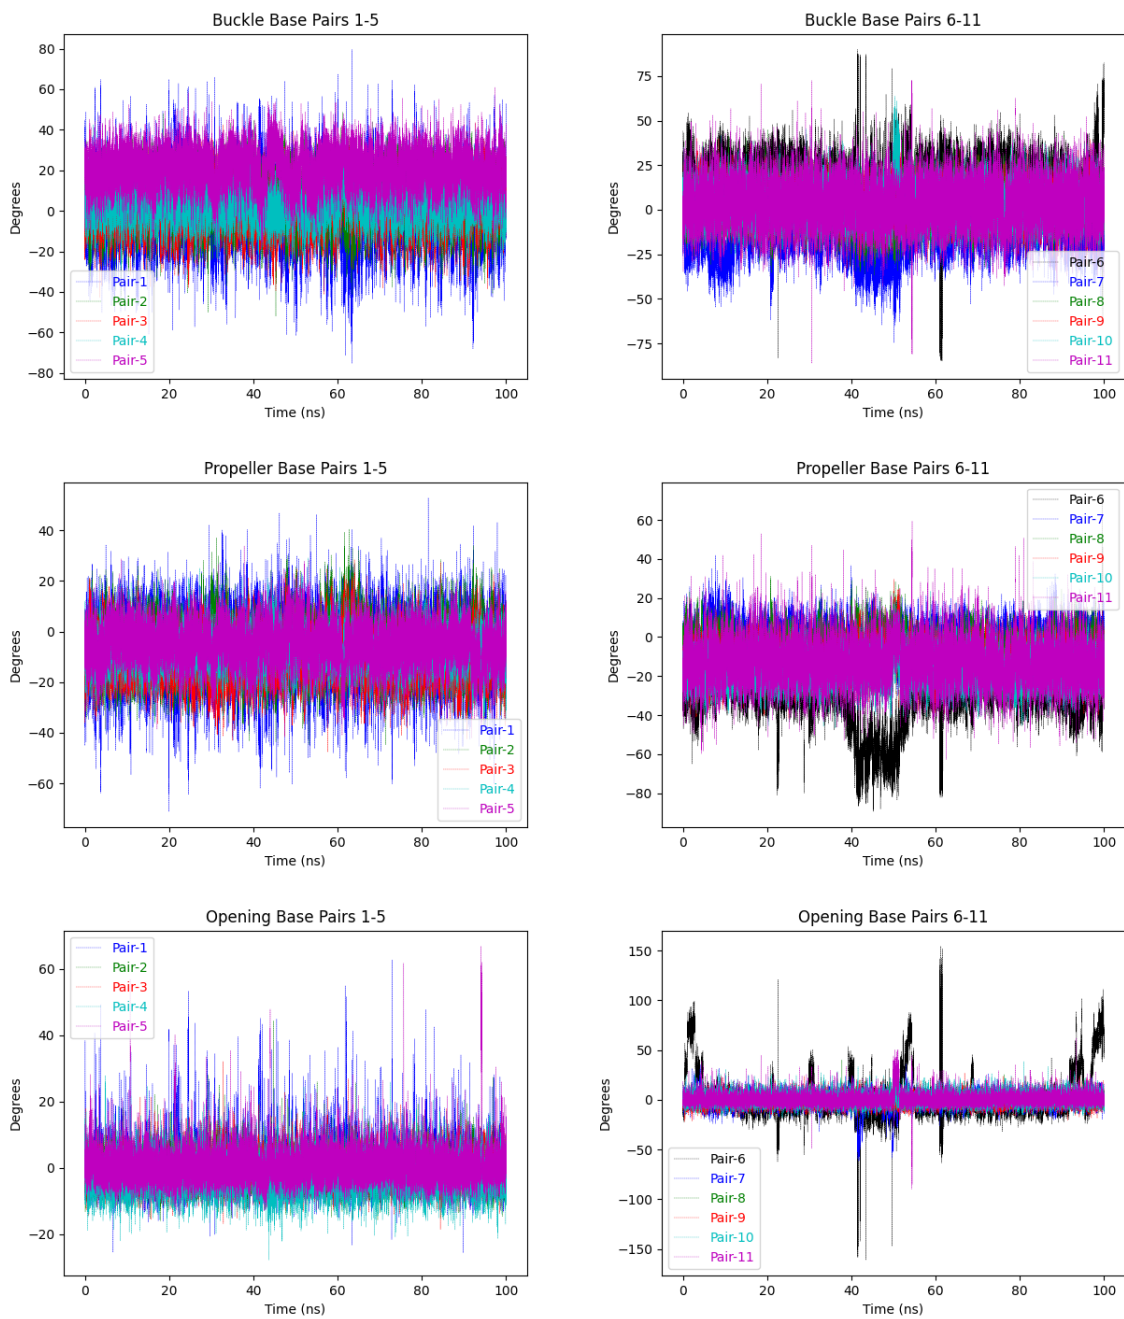 Buckle Base Pairs 1-5
Degrees
80
60
40
20
0
−20
−40
−60
−80
Pair-1
Pair-2
Pair-3
Pair-4
Pair-5
0 20 40 60 80 100
Time (ns)
Buckle Base Pairs 6-11
Degrees
75
50
25
0
−25
−50
−75
Pair-6
Pair-7
Pair-8
Pair-9
Pair-10
Pair-11
0 20 40 60 80 100
Time (ns)
Propeller Base Pairs 1-5
Degrees
40
20
0
−20
−40
−60
Pair-1
Pair-2
Pair-3
Pair-4
Pair-5
0 20 40 60 80 100
Time (ns)
Propeller Base Pairs 6-11
Degrees
60
40
20
0
−20
−40
−60
−80
Pair-6
Pair-7
Pair-8
Pair-9
Pair-10
Pair-11
0 20 40 60 80 100
Time (ns)
Opening Base Pairs 1-5
Degrees
60
40
20
0
−20
Pair-1
Pair-2
Pair-3
Pair-4
Pair-5
0 20 40 60 80 100
Time (ns)
Opening Base Pairs 6-11
Degrees
150
100
50
0
−50
−100
−150
Pair-6
Pair-7
Pair-8
Pair-9
Pair-10
Pair-11
0 20 40 60 80 100
Time (ns)